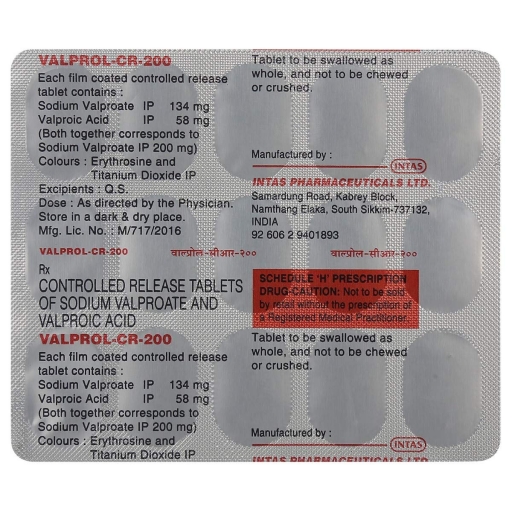 VALPROL-CR-200
Each film coated controlled release
tablet contains :
Sodium Valproate IP 134 mg
Valproic Acid IP 58 mg
(Both together corresponds to
Sodium Valproate IP 200 mg)
Colours : Erythrosine and
Titanium Dioxide IP
Excipients : Q.S.
Dose : As directed by the Physician.
Store in a dark & dry place.
Mfg. Lic. No. : M/717/2016
Tablet to be swallowed as
whole, and not to be chewed
or crushed.
Manufactured by :
INTAS
INTAS PHARMACEUTICALS LTD.
Samardung Road, Kabrey Block,
Namthang Elaka, South Sikkim-737132,
INDIA
92 606 2 9401893
VALPROL-CR-200 वाल्प्रोल-सीआर-२०० वाल्प्रोल-सीआर-२००
Rx
CONTROLLED RELEASE TABLETS
OF SODIUM VALPROATE AND
VALPROIC ACID
SCHEDULE 'H' PRESCRIPTION
DRUG-CAUTION: Not to be sold
by retail without the prescription of
a Registered Medical Practitioner.
VALPROL-CR-200
Each film coated controlled release
tablet contains :
Sodium Valproate IP 134 mg
Valproic Acid IP 58 mg
(Both together corresponds to
Sodium Valproate IP 200 mg)
Colours : Erythrosine and
Titanium Dioxide IP
Tablet to be swallowed as
whole, and not to be chewed
or crushed.
Manufactured by :
INTAS
INTAS PHARMACEUTICALS LTD